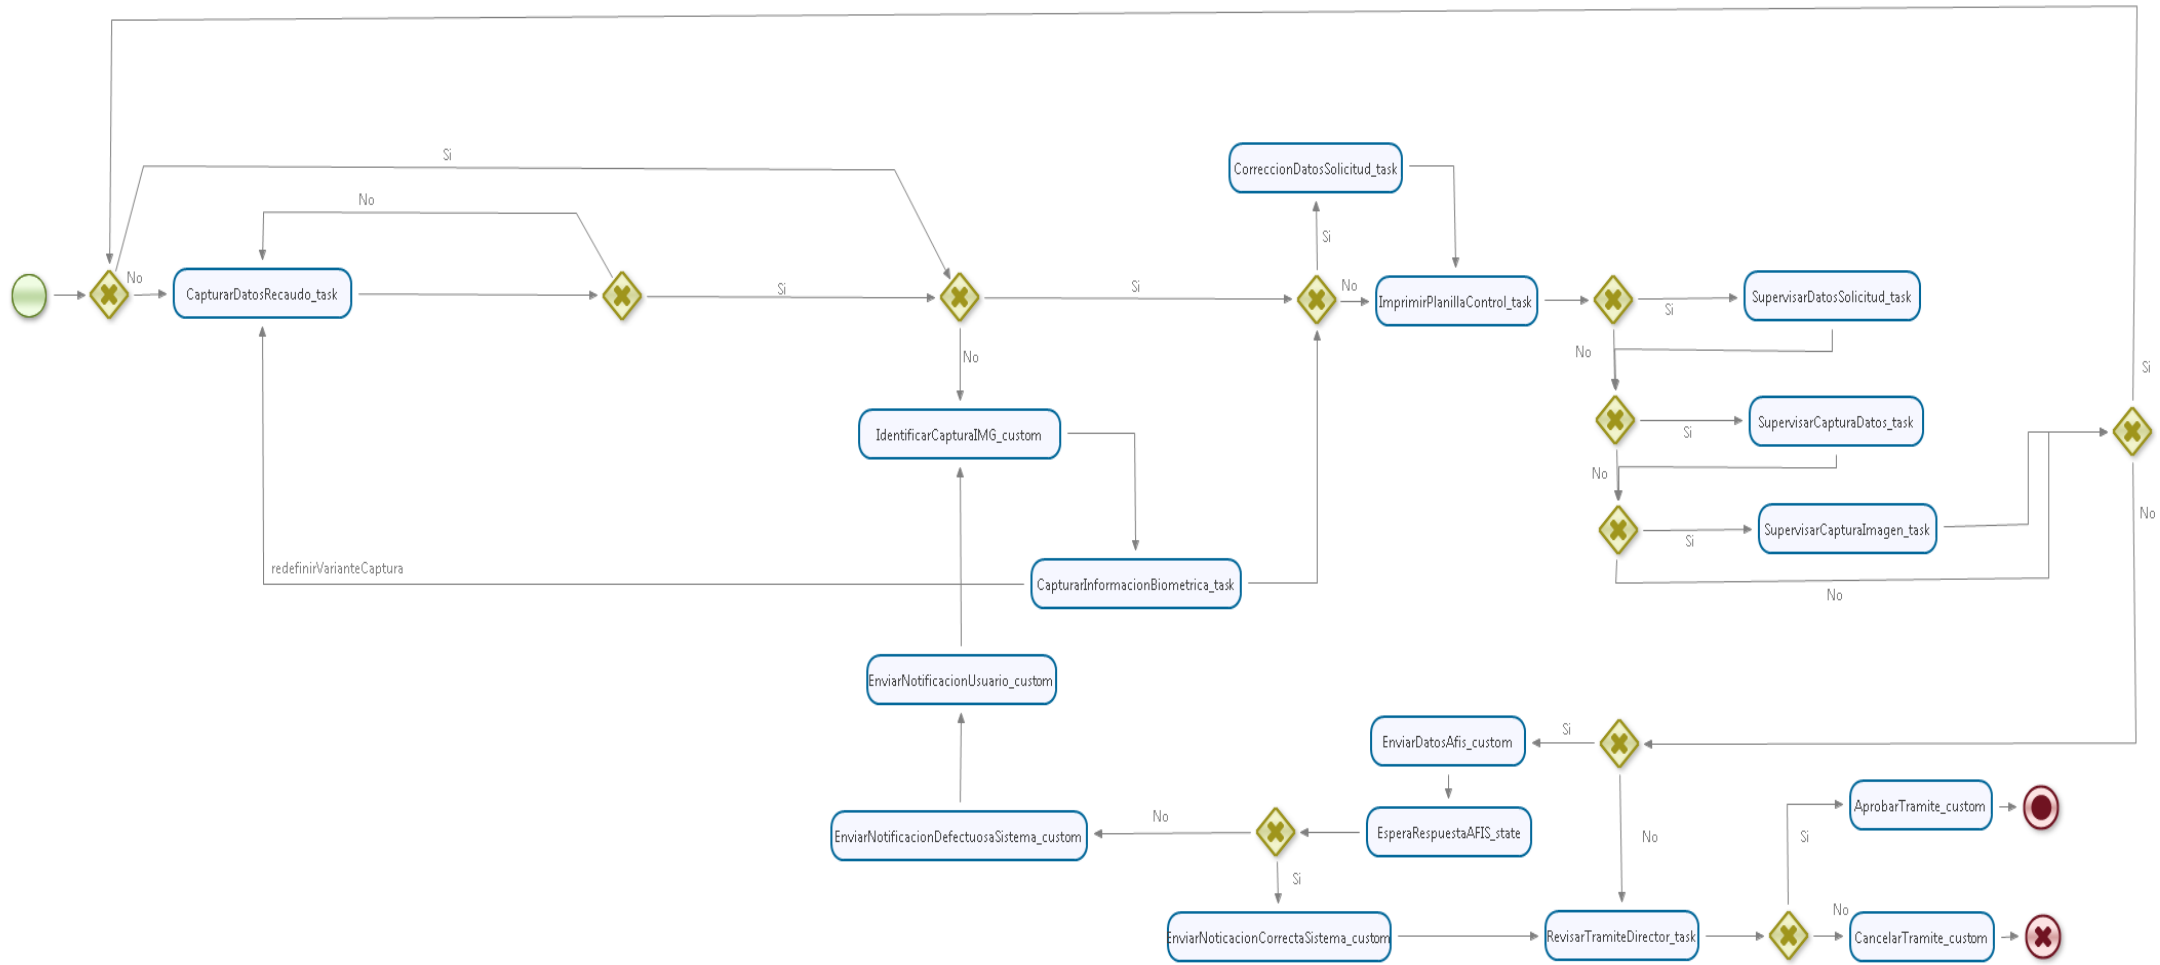 Si
No
CorreccionDatosSolicitud_task
Si
No
CapturarDatosRecaudo_task
Si
Si
No
ImprimirPlanillaControl_task
Si
SupervisarDatosSolicitud_task
No
No
Si
IdentificarCapturaIMG_custom
Si
SupervisarCapturaDatos_task
No
Si
SupervisarCapturaImagen_task
No
redefinirVarianteCaptura
CapturarInformacionBiometrica_task
No
EnviarNotificacionUsuario_custom
EnviarDatosAfis_custom
Si
AprobarTramite_custom
EnviarNotificacionDefectuosaSistema_custom
No
EsperaRespuestaAFIS_state
No
Si
Si
EnviarNoticacionCorrectaSistema_custom
RevisarTramiteDirector_task
No
CancelarTramite_custom